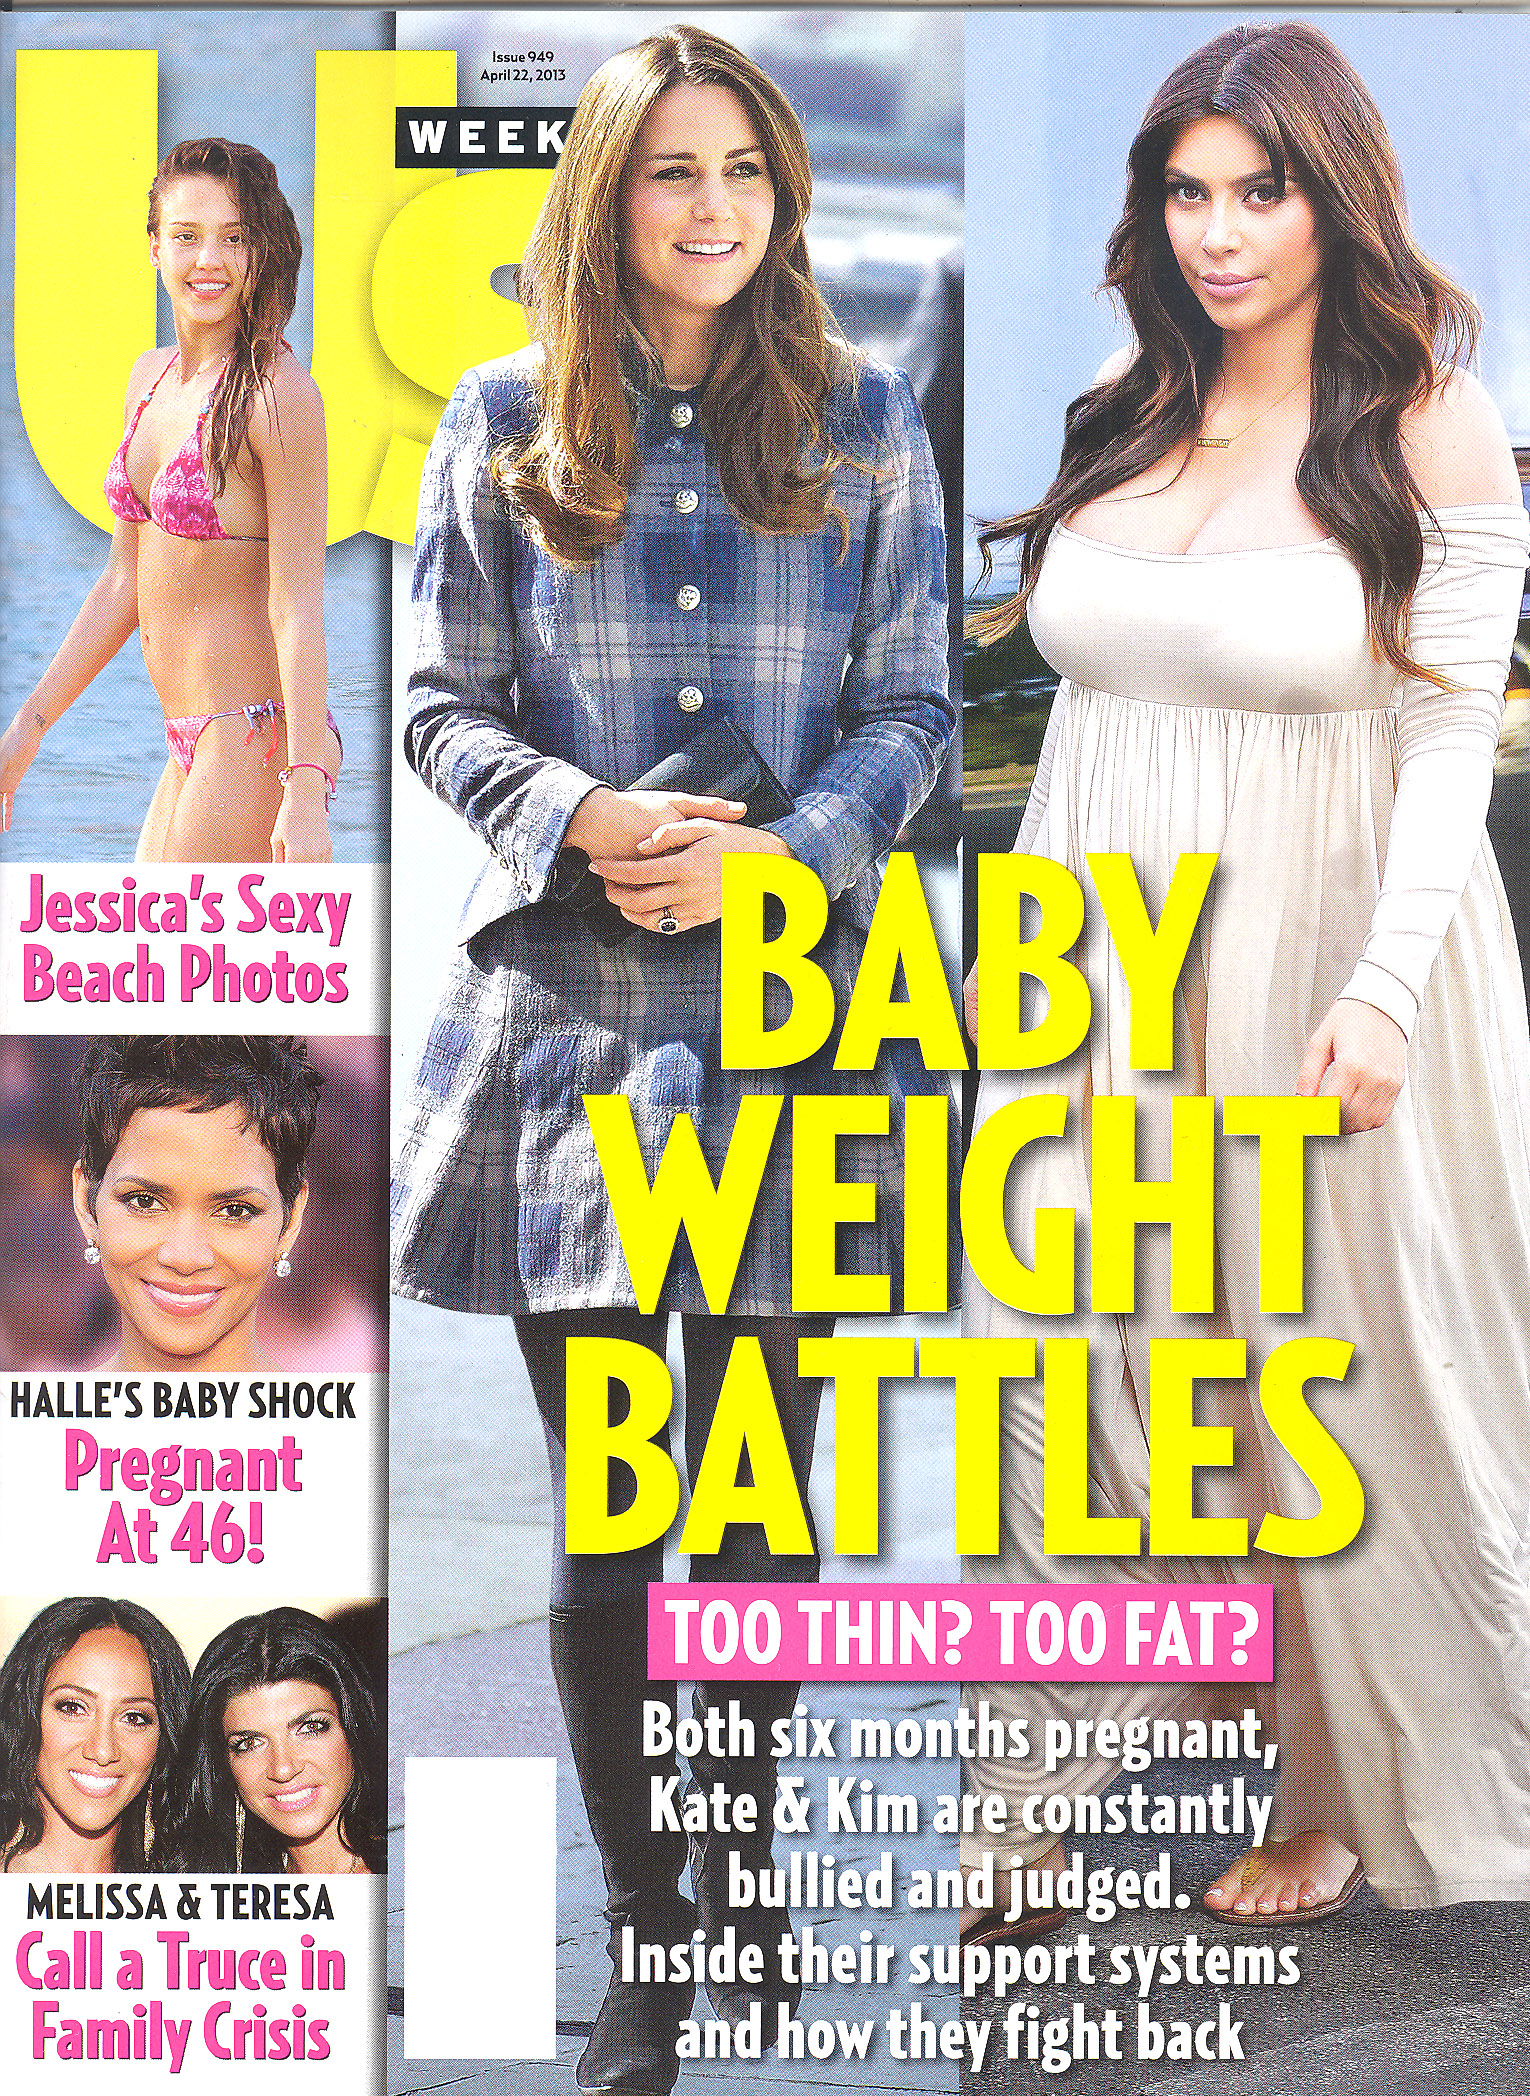 Us
WEEK
Issue 949
April 22, 2013
Jessica's Sexy
Beach Photos
HALLE'S BABY SHOCK
Pregnant
At 46!
MELISSA & TERESA
Call a Truce in
Family Crisis
BABY
WEIGHT
BATTLES
TOO THIN? TOO FAT?
Both six months pregnant,
Kate & Kim are constantly
bullied and judged.
Inside their support systems
and how they fight back